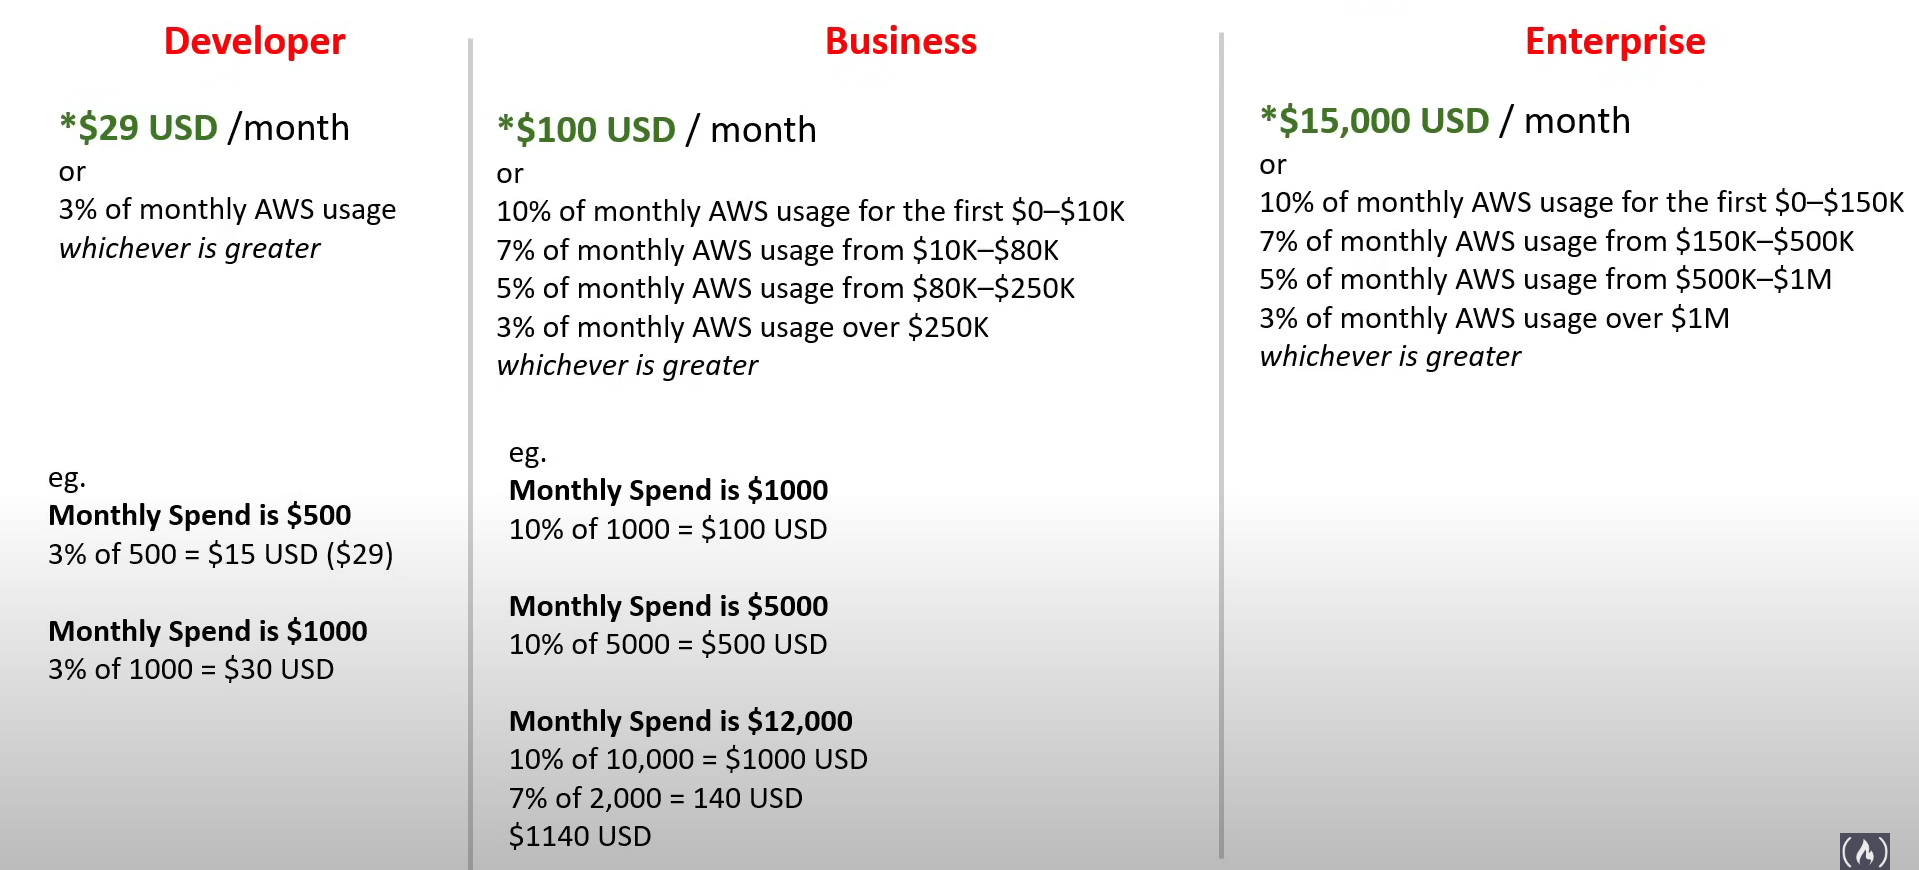 Developer
*$29 USD /month
or
3% of monthly AWS usage
whichever is greater
eg.
Monthly Spend is $500
3% of 500 = $15 USD ($29)
Monthly Spend is $1000
3% of 1000 = $30 USD
Business
*$100 USD / month
or
10% of monthly AWS usage for the first $0–$10K
7% of monthly AWS usage from $10K–$80K
5% of monthly AWS usage from $80K–$250K
3% of monthly AWS usage over $250K
whichever is greater
eg.
Monthly Spend is $1000
10% of 1000 = $100 USD
Monthly Spend is $5000
10% of 5000 = $500 USD
Monthly Spend is $12,000
10% of 10,000 = $1000 USD
7% of 2,000 = 140 USD
$1140 USD
Enterprise
*$15,000 USD / month
or
10% of monthly AWS usage for the first $0–$150K
7% of monthly AWS usage from $150K–$500K
5% of monthly AWS usage from $500K–$1M
3% of monthly AWS usage over $1M
whichever is greater